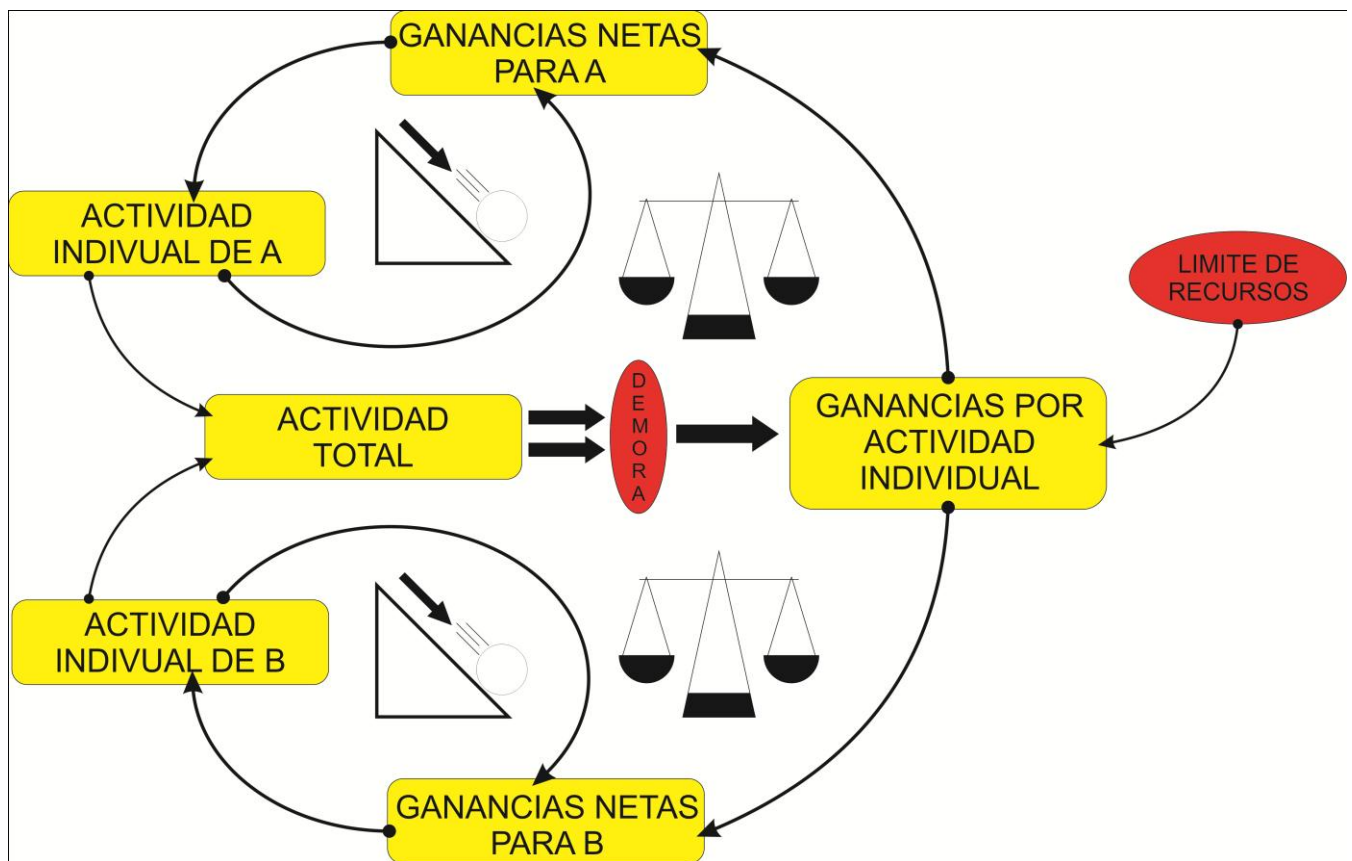 GANANCIAS NETAS
PARA A
ACTIVIDAD
INDIVUAL DE A
LIMITE DE
RECURSOS
ACTIVIDAD
TOTAL
DEMORA
GANANCIAS POR
ACTIVIDAD
INDIVIDUAL
ACTIVIDAD
INDIVUAL DE B
GANANCIAS NETAS
PARA B